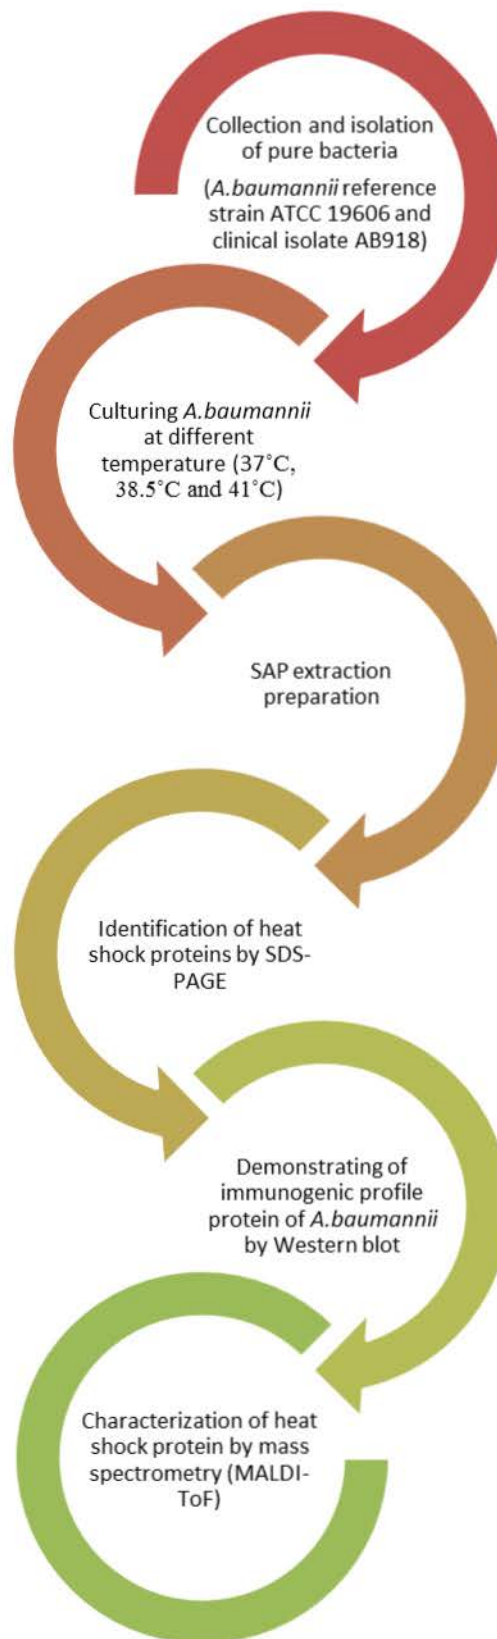 Collection and isolation
of pure bacteria
(A.baumannii reference
strain ATCC 19606 and
clinical isolate AB918)
Culturing A.baumannii
at different
temperature (37˚C,
38.5˚C and 41˚C)
SAP extraction
preparation
Identification of heat
shock proteins by SDS-
PAGE
Demonstrating of
immunogenic profile
protein of A.baumannii
by Western blot
Characterization of heat
shock protein by mass
spectrometry (MALDI-
ToF)